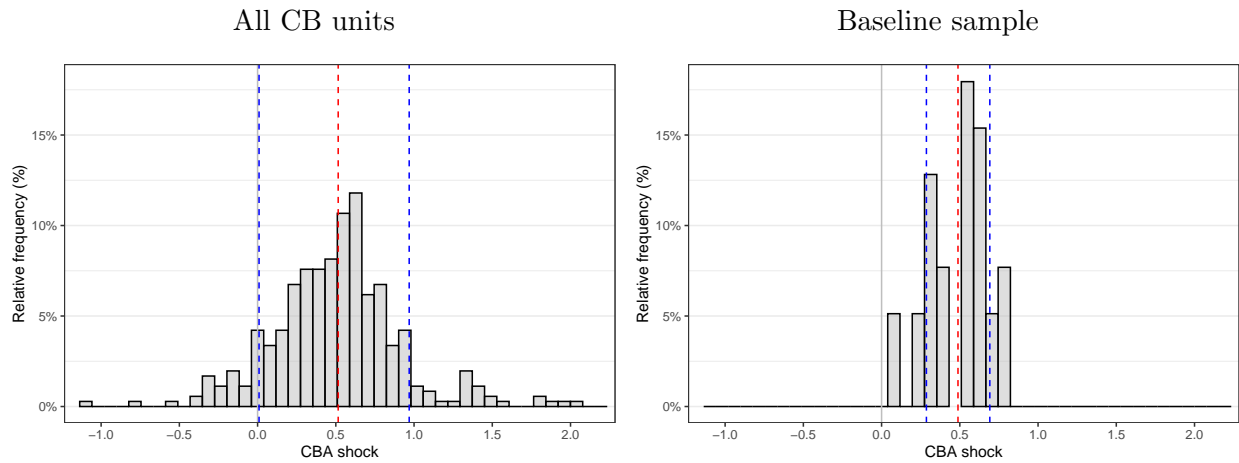 All CB units
Relative frequency (%)
15%
10%
5%
0%
−1.0 −0.5 0.0 0.5 1.0 1.5 2.0
CBA shock
Baseline sample
Relative frequency (%)
15%
10%
5%
0%
−1.0 −0.5 0.0 0.5 1.0 1.5 2.0
CBA shock